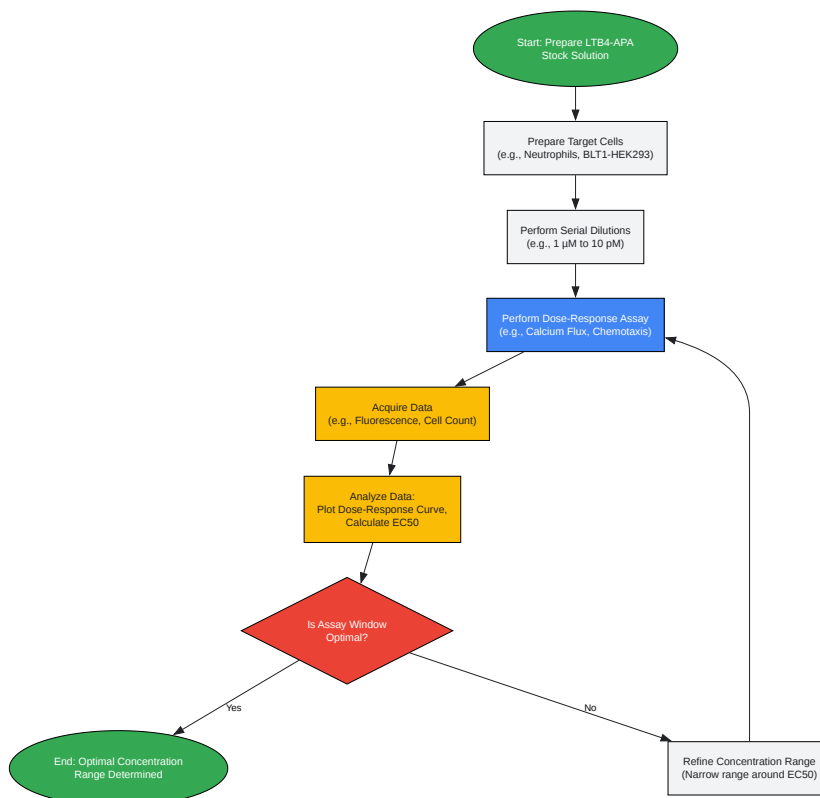 Start: Prepare LTB4-APA
Stock Solution
Prepare Target Cells
(e.g., Neutrophils, BLT1-HEK293)
Perform Serial Dilutions
(e.g., 1 µM to 10 pM)
Perform Dose-Response Assay
(e.g., Calcium Flux, Chemotaxis)
Acquire Data
(e.g., Fluorescence, Cell Count)
Analyze Data:
Plot Dose-Response Curve,
Calculate EC50
Is Assay Window
Optimal?
Yes
No
End: Optimal Concentration
Range Determined
Refine Concentration Range
(Narrow range around EC50)